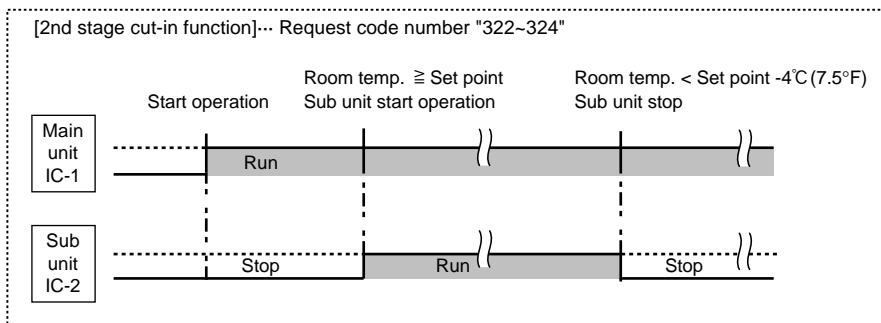 [2nd stage cut-in function]··· Request code number "322~324"
Room temp. ≧ Set point
Room temp. < Set point -4℃ (7.5°F)
Start operation
Sub unit start operation
Sub unit stop
Main
unit
IC-1
Run
Sub
unit
IC-2
Stop
Run
Stop